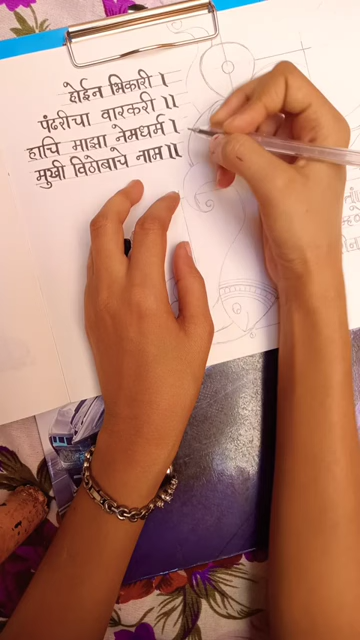 होईन भिकारी ।
पंढरीचा वारकरी ॥
हाचि माझा नेमधर्म ।
मुखी विठोबाचे नाम ॥